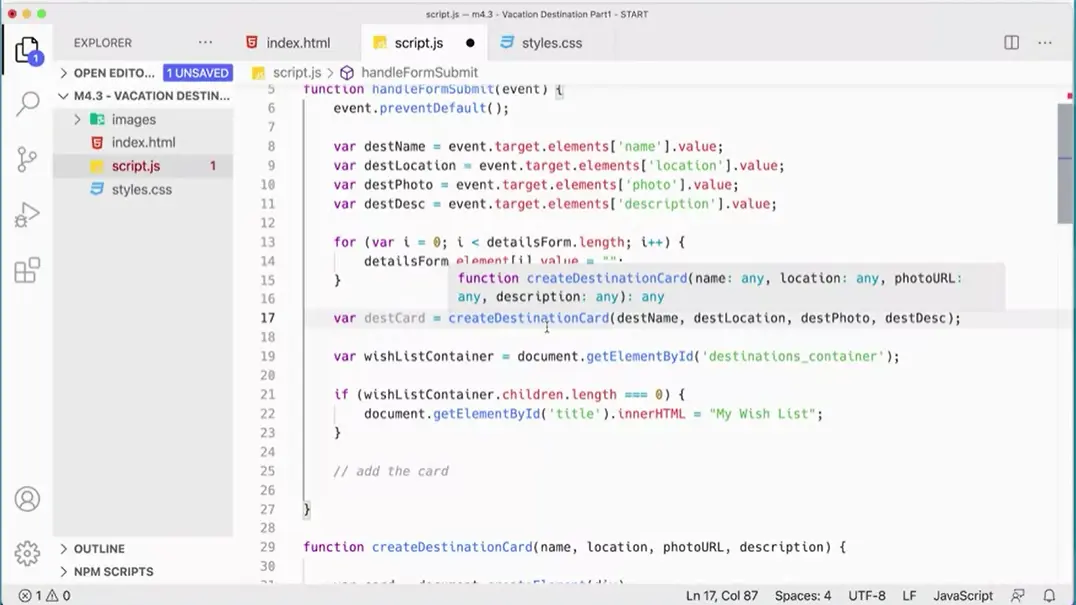 script.js — m4.3 - Vacation Destination Part1 - START
EXPLORER
index.html
script.js
styles.css
1
OPEN EDITO...
1 UNSAVED
script.js
handleFormSubmit
M4.3 - VACATION DESTIN...
images
index.html
script.js 1
styles.css
5 function handleFormSubmit(event) {
6 event.preventDefault();
7
8 var destName = event.target.elements['name'].value;
9 var destLocation = event.target.elements['location'].value;
10 var destPhoto = event.target.elements['photo'].value;
11 var destDesc = event.target.elements['description'].value;
12
13 for (var i = 0; i < detailsForm.length; i++) {
14 detailsForm.element[i].value = "";
function createDestinationCard(name: any, location: any, photoURL:
any, description: any): any
15 }
16
17 var destCard = createDestinationCard(destName, destLocation, destPhoto, destDesc);
18
19 var wishListContainer = document.getElementById('destinations_container');
20
21 if (wishListContainer.children.length === 0) {
22 document.getElementById('title').innerHTML = "My Wish List";
23 }
24
25 // add the card
26
27 }
28
29 function createDestinationCard(name, location, photoURL, description) {
30
OUTLINE
NPM SCRIPTS
1
0
Ln 17, Col 87
Spaces: 4
UTF-8
LF
JavaScript